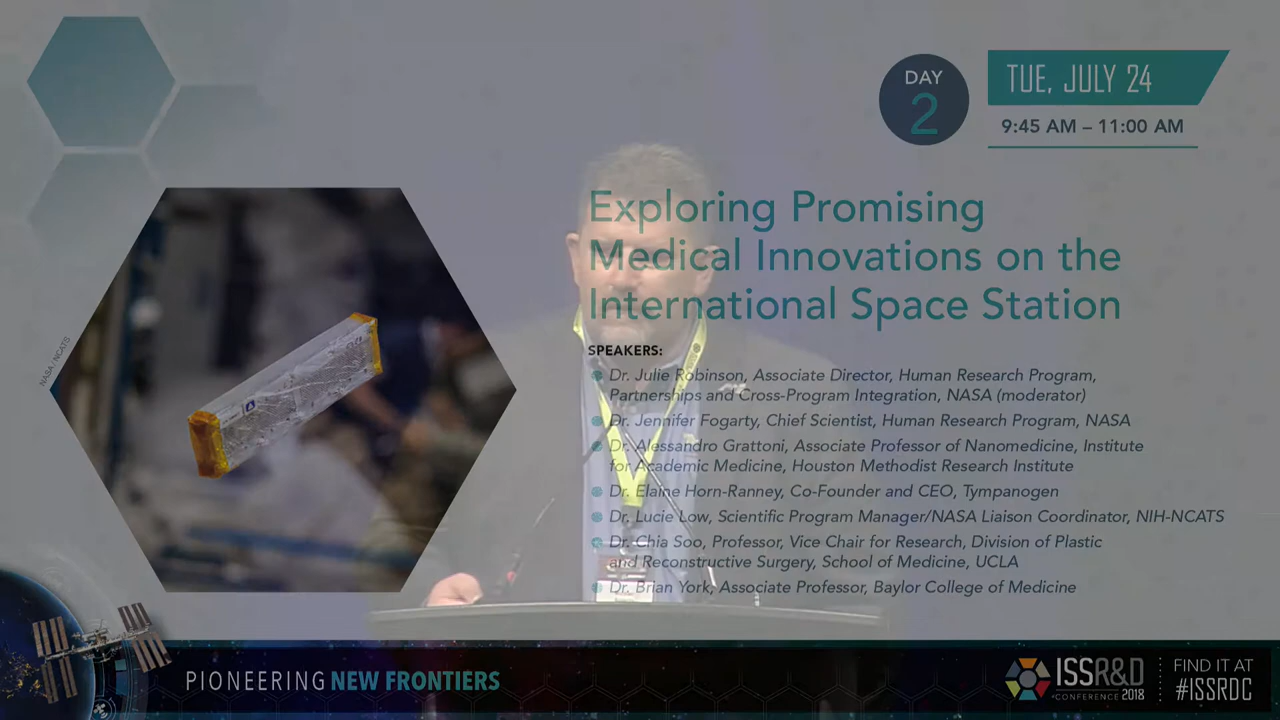 DAY
2
TUE, JULY 24
9:45 AM – 11:00 AM
Exploring Promising
Medical Innovations on the
International Space Station
NASA / NCATS
SPEAKERS:
Dr. Julie Robinson, Associate Director, Human Research Program,
Partnerships and Cross-Program Integration, NASA (moderator)
Dr. Jennifer Fogarty, Chief Scientist, Human Research Program, NASA
Dr. Alessandro Grattoni, Associate Professor of Nanomedicine, Institute
for Academic Medicine, Houston Methodist Research Institute
Dr. Elaine Horn-Ranney, Co-Founder and CEO, Tympanogen
Dr. Lucie Low, Scientific Program Manager/NASA Liaison Coordinator, NIH-NCATS
Dr. Chia Soo, Professor, Vice Chair for Research, Division of Plastic
and Reconstructive Surgery, School of Medicine, UCLA
Dr. Brian York, Associate Professor, Baylor College of Medicine
PIONEERING NEW FRONTIERS
ISSR&D
CONFERENCE 2018
FIND IT AT
#ISSRDC